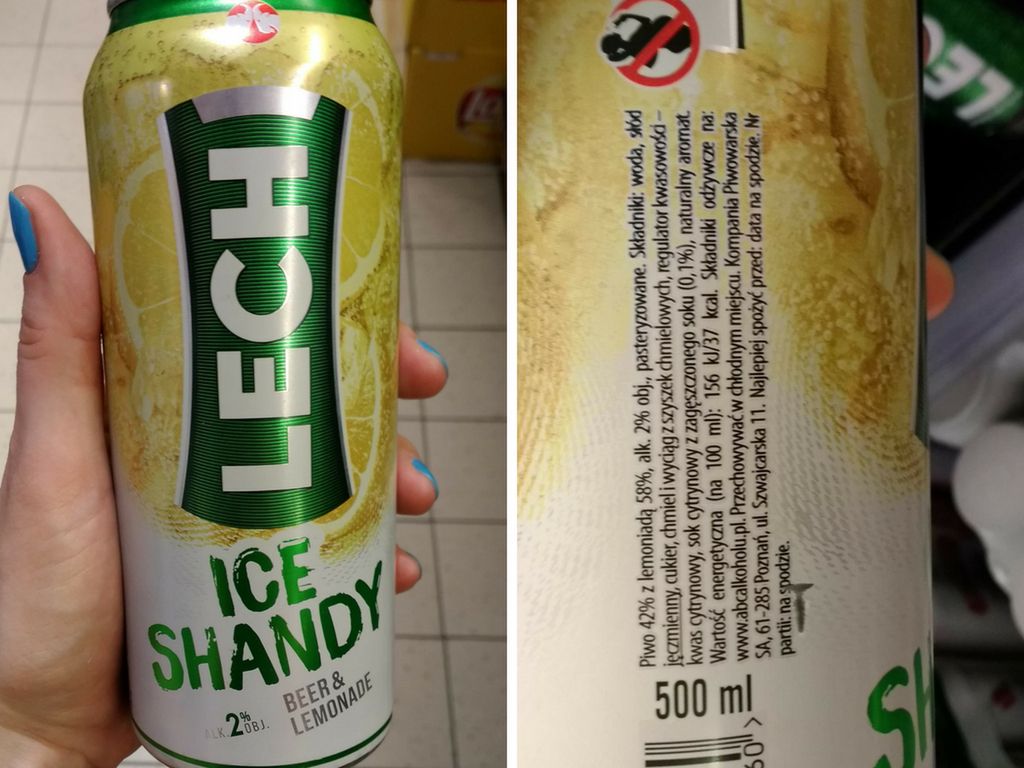 LECH
ICE
SHANDY
BEER &
LEMONADE
ALK. 2% OBJ.
Piwo 42% z lemoniadą 58%, alk. 2% obj., pasteryzowane. Składniki: woda, słód
jęczmienny, cukier, chmiel i wyciąg z szyszek chmielowych, regulator kwasowości –
kwas cytrynowy, sok cytrynowy z zagęszczonego soku (0,1%), naturalny aromat.
Wartość energetyczna (na 100 ml): 156 kJ/37 kcal. Składniki odżywcze na:
www.abcalkoholu.pl. Przechowywać w chłodnym miejscu. Kompania Piwowarska
SA, 61-285 Poznań, ul. Szwajcarska 11. Najlepiej spożyć przed: data na spodzie. Nr
partii: na spodzie.
500 ml
60>
SH
LEC